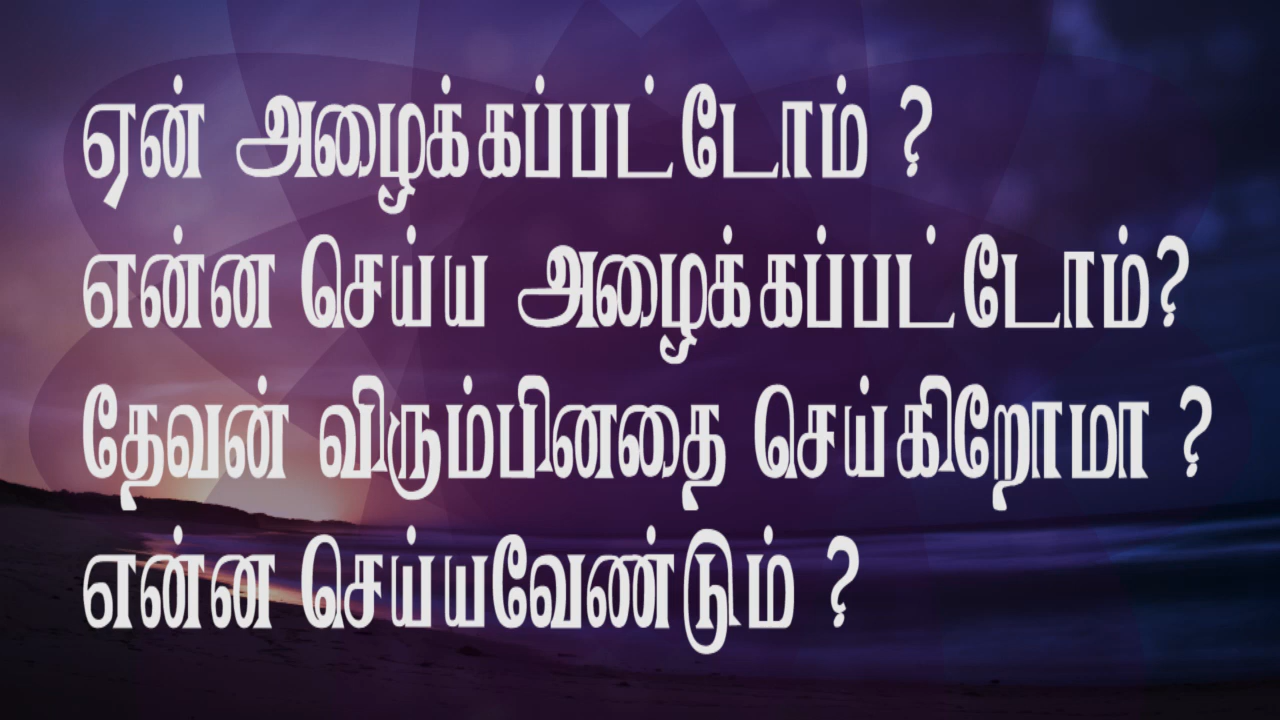 ஏன் அழைக்கப்பட்டோம் ?
என்ன செய்ய அழைக்கப்பட்டோம்?
தேவன் விரும்பினதை செய்கிறோமா ?
என்ன செய்யவேண்டும் ?